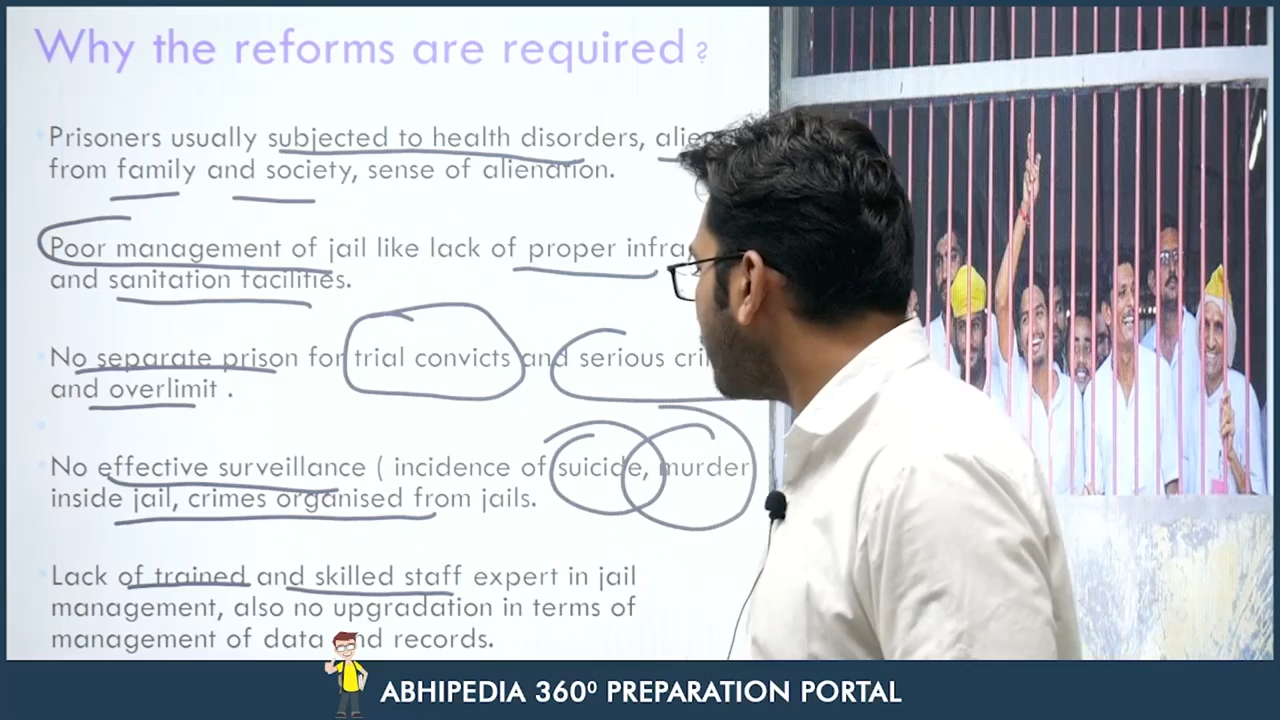 Why the reforms are required ?
Prisoners usually subjected to health disorders,
from family and society, sense of alienation.
Poor management of jail like lack of proper
and sanitation facilities.
No separate prison for trial convicts and serious
and overlimit .
No effective surveillance ( incidence of suicide, murder
inside jail, crimes organised from jails.
Lack of trained and skilled staff expert in jail
management, also no upgradation in terms of
management of data and records.
ABHIPEDIA 360⁰ PREPARATION PORTAL